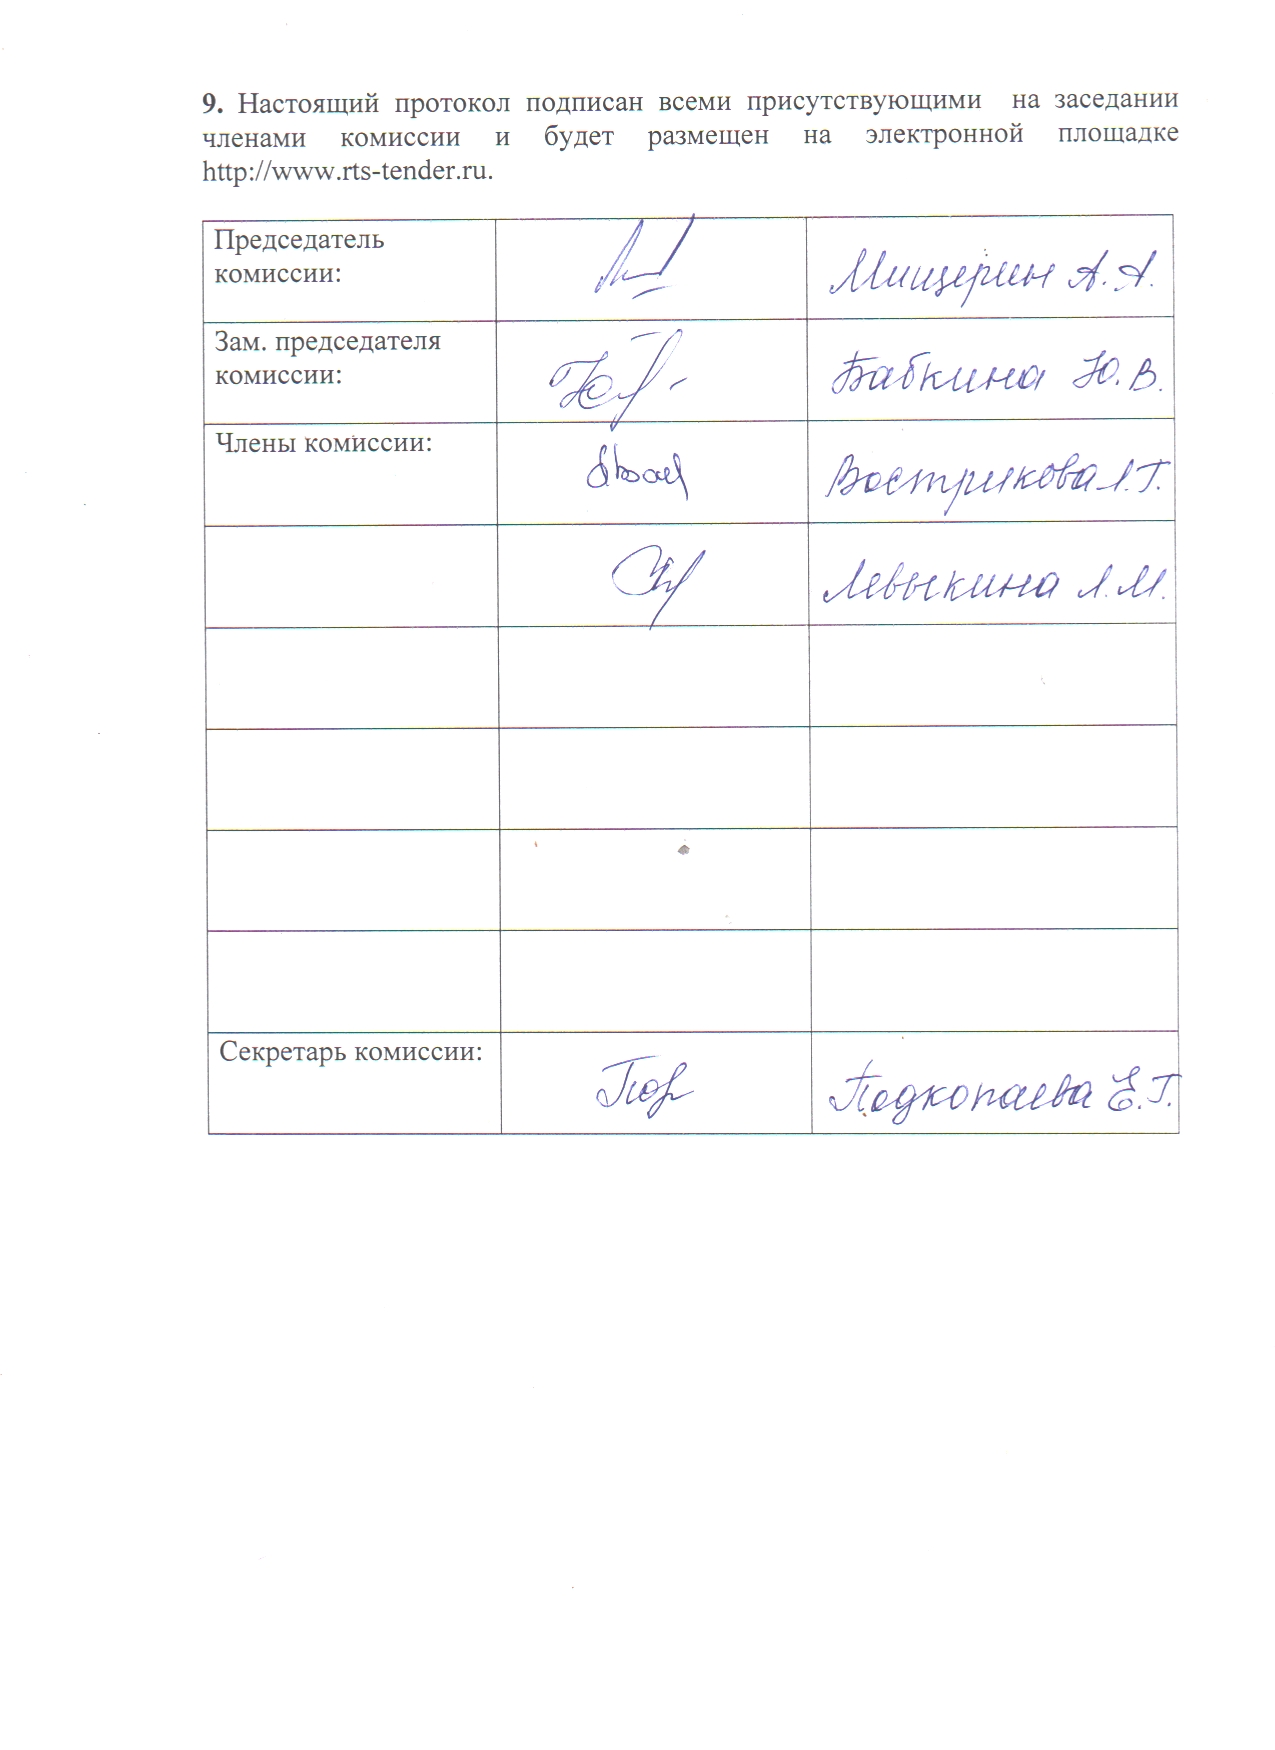 9. Настоящий протокол подписан всеми присутствующими на заседании
членами комиссии и будет размещен на электронной площадке
http://www.rts-tender.ru.
Председатель
комиссии:
Мищерин А.А.
Зам. председателя
комиссии:
Бабкина Ю.В.
Члены комиссии:
Вострикова Л.Г.
Левыкина Л.М.
Секретарь комиссии:
Подкопаева Е.Г.